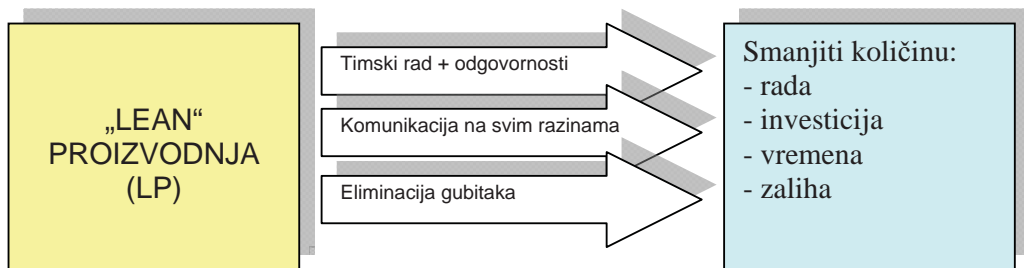 „LEAN“
PROIZVODNJA
(LP)
Timski rad + odgovornosti
Komunikacija na svim razinama
Eliminacija gubitaka
Smanjiti količinu:
- rada
- investicija
- vremena
- zaliha